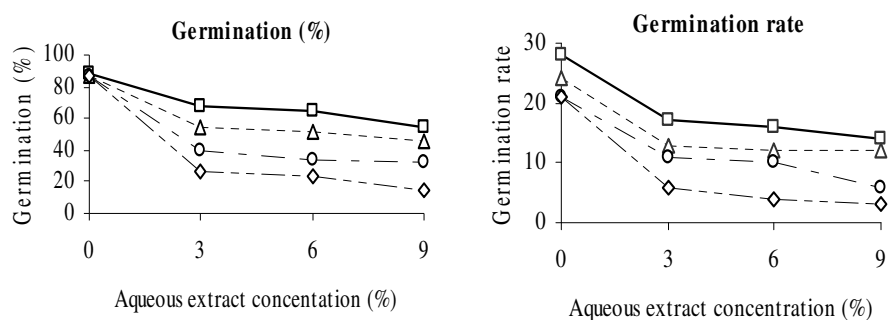 Germination (%)
100
80
60
40
20
0
Germination (%)
0 3 6 9
Aqueous extract concentation (%)
Germination rate
30
20
10
0
Germination rate
0 3 6 9
Aqueous extract concentration (%)